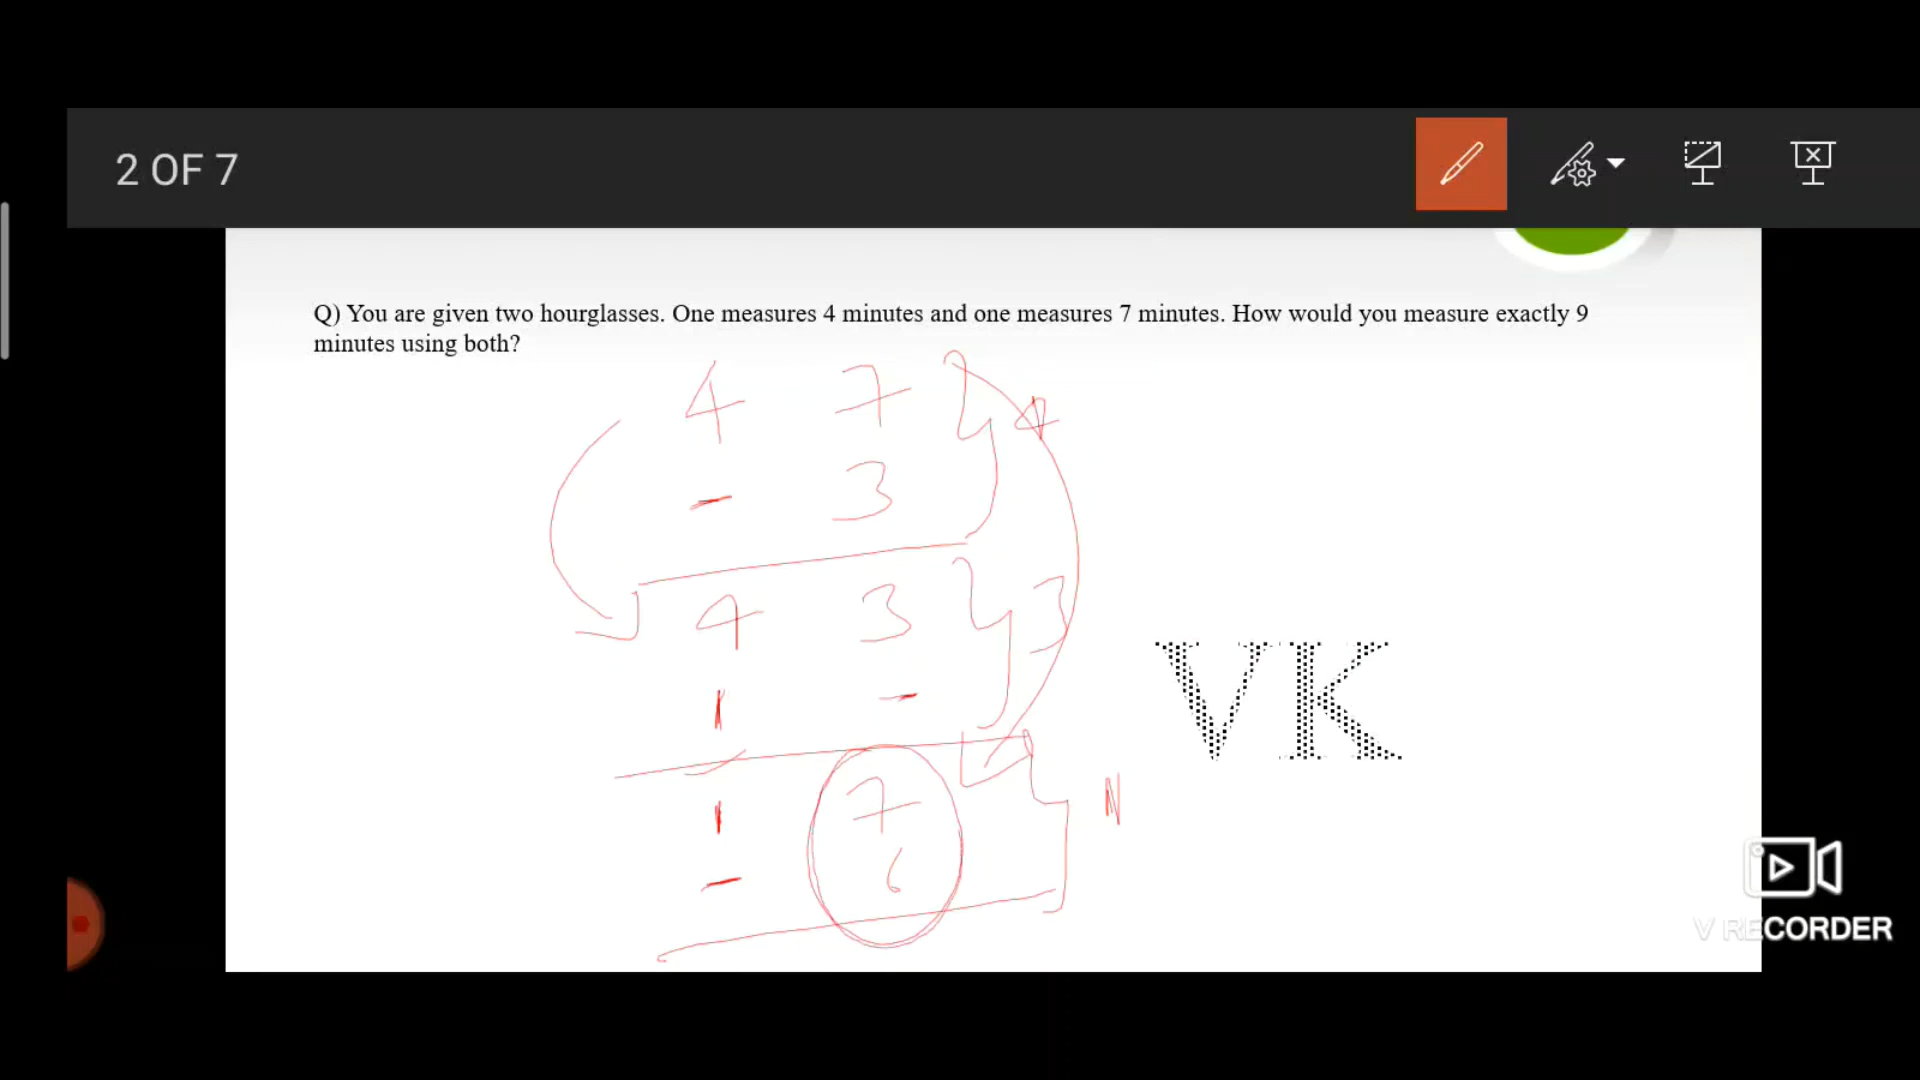 2 OF 7
Q) You are given two hourglasses. One measures 4 minutes and one measures 7 minutes. How would you measure exactly 9
minutes using both?
4 7 4
- 3
4 3 3
1 -
1 7 1
- 6
VK
V RECORDER